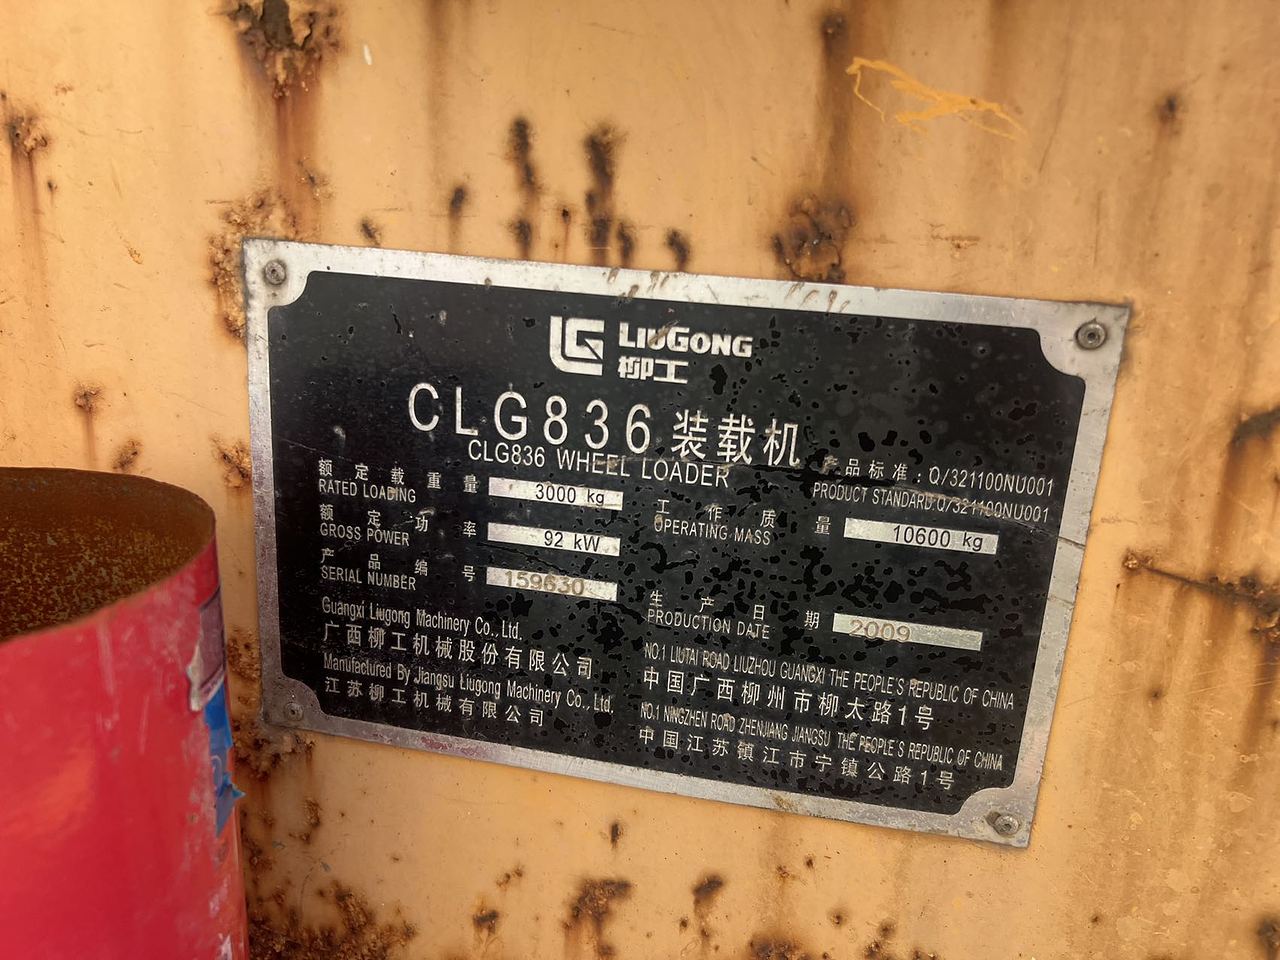 LG LIUGONG
柳工
CLG836 装载机
CLG836 WHEEL LOADER
产品标准：Q/321100NU001
PRODUCT STANDARD:Q/321100NU001
额定载重量 3000 kg
RATED LOADING
工作质量 10600 kg
OPERATING MASS
额定功率 92 kW
GROSS POWER
产品编号 159630
SERIAL NUMBER
生产日期 2009
PRODUCTION DATE
Guangxi Liugong Machinery Co., Ltd.
广西柳工机械股份有限公司
Manufactured By Jiangsu Liugong Machinery Co., Ltd.
江苏柳工机械有限公司
NO.1 LIUTAI ROAD LIUZHOU GUANGXI THE PEOPLE'S REPUBLIC OF CHINA
中国广西柳州市柳太路1号
NO.1 NINGZHEN ROAD ZHENJIANG JIANGSU THE PEOPLE'S REPUBLIC OF CHINA
中国江苏镇江市宁镇公路1号